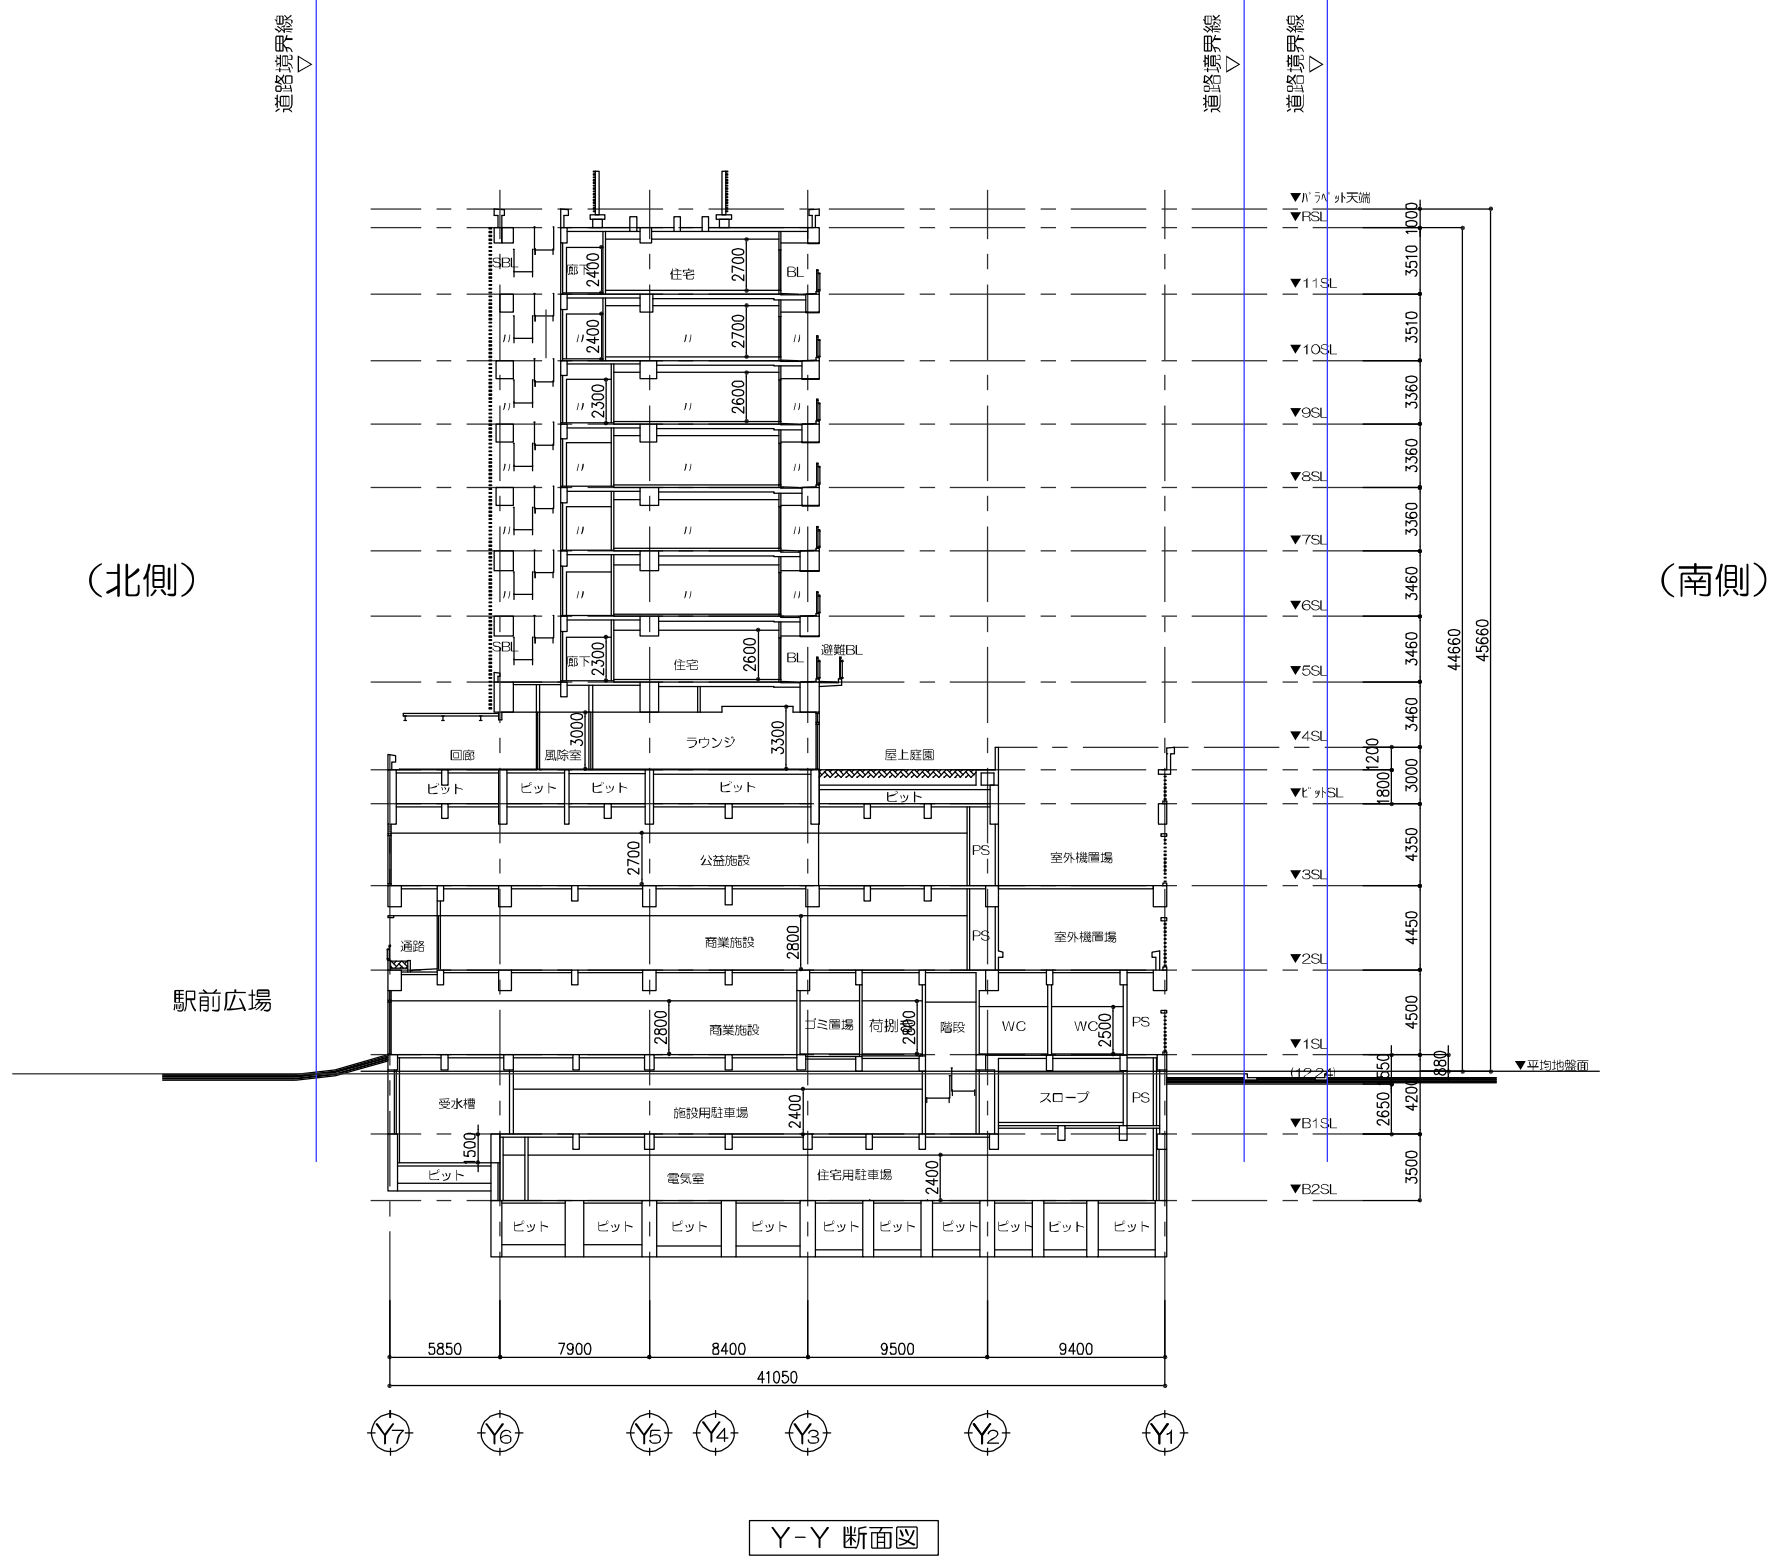 道路境界線
道路境界線
道路境界線
▼ﾊﾟﾗﾍﾟｯﾄ天端
▼RSL
1000
SBL
廊下
2400
住宅
2700
BL
3510
▼11SL
〃
2400
〃
〃
2700
〃
3510
▼10SL
〃
〃
2300
〃
2600
〃
3360
▼9SL
〃
〃
〃
〃
3360
▼8SL
〃
〃
〃
〃
3360
▼7SL
(北側)
(南側)
〃
〃
〃
〃
3460
▼6SL
SBL
廊下
2300
住宅
2600
BL
避難BL
3460
▼5SL
44660
45660
回廊
風除室
3000
ラウンジ
3300
屋上庭園
3460
▼4SL
1200
ピット
ピット
ピット
ピット
ピット
1800
3000
▼ﾋﾟｯﾄSL
2700
公益施設
PS
室外機置場
4350
▼3SL
通路
商業施設
2800
PS
室外機置場
4450
▼2SL
駅前広場
2800
商業施設
ゴミ置場
2800
階段
WC
WC
2500
PS
4500
▼1SL
880
▼平均地盤面
受水槽
施設用駐車場
2400
スロープ
PS
2650
4200
▼B1SL
1500
ピット
電気室
住宅用駐車場
2400
3500
▼B2SL
ピット
ピット
ピット
ピット
ピット
ピット
ピット
ピット
ピット
ピット
5850
7900
8400
9500
9400
41050
Y7
Y6
Y5
Y4
Y3
Y2
Y1
Y-Y 断面図